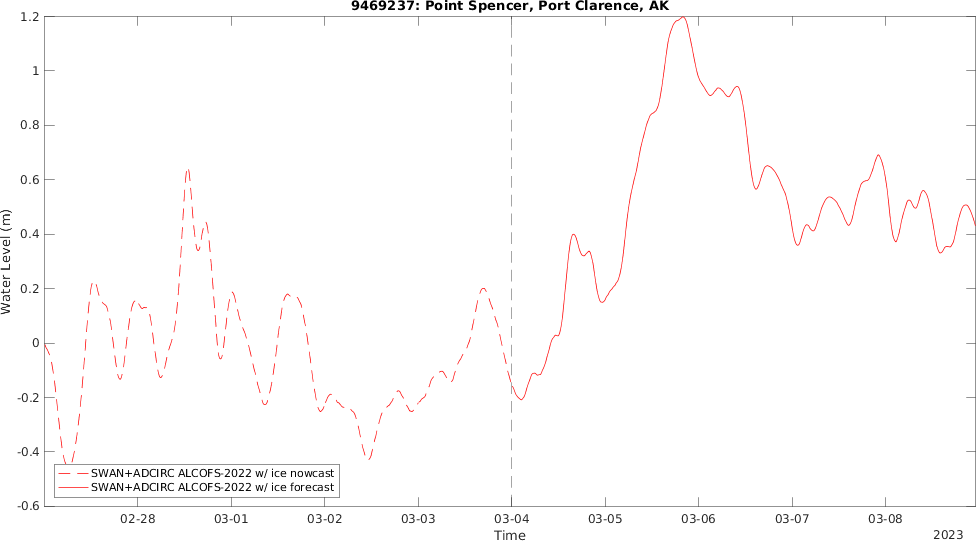 9469237: Point Spencer, Port Clarence, AK
1.2
1
0.8
0.6
0.4
0.2
0
-0.2
-0.4
-0.6
Water Level (m)
SWAN+ADCIRC ALCOFS-2022 w/ ice nowcast
SWAN+ADCIRC ALCOFS-2022 w/ ice forecast
02-28 03-01 03-02 03-03 03-04 03-05 03-06 03-07 03-08
Time
2023